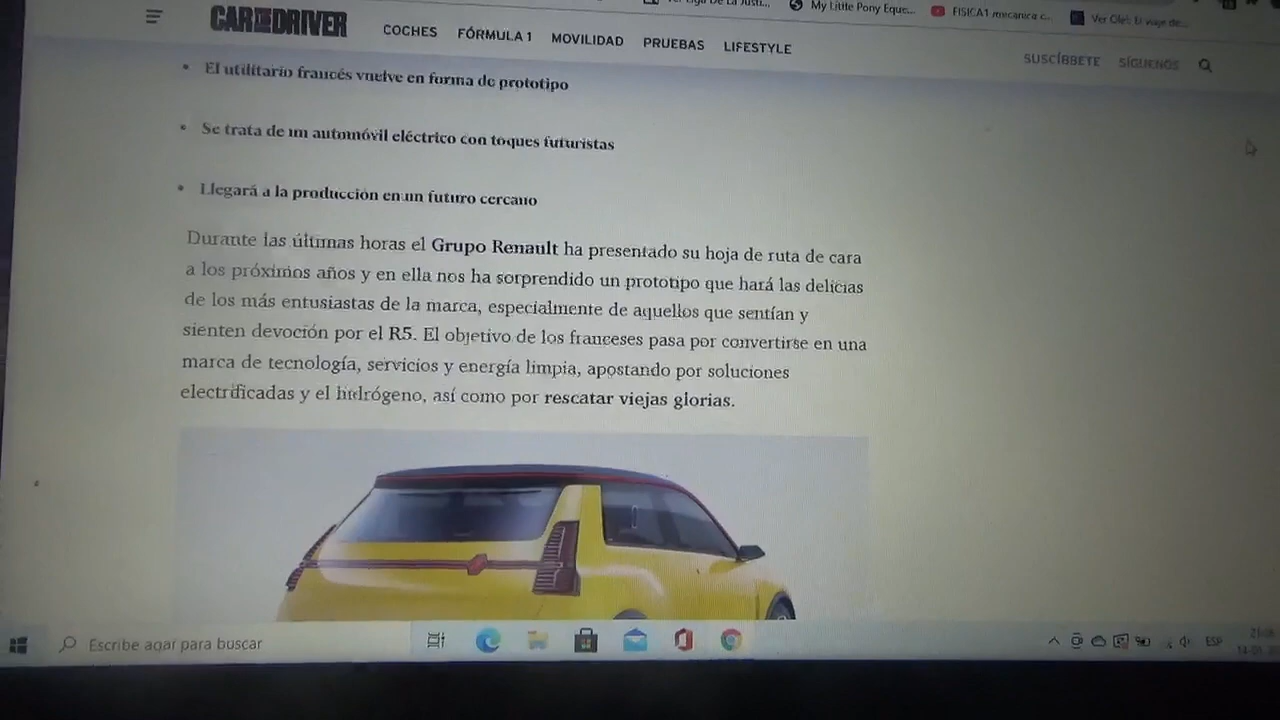 My Little Pony Eque...
FISICA1 mecanica c...
Ver Olé: El viaje de...
CAR AND DRIVER
COCHES FÓRMULA 1 MOVILIDAD PRUEBAS LIFESTYLE
SUSCÍBBETE SÍGUENOS
• El utilitario francés vuelve en forma de prototipo
• Se trata de un automóvil eléctrico con toques futuristas
• Llegará a la producción en un futuro cercano
Durante las últimas horas el Grupo Renault ha presentado su hoja de ruta de cara
a los próximos años y en ella nos ha sorprendido un prototipo que hará las delicias
de los más entusiastas de la marca, especialmente de aquellos que sentían y
sienten devoción por el R5. El objetivo de los franceses pasa por convertirse en una
marca de tecnología, servicios y energía limpia, apostando por soluciones
electrificadas y el hidrógeno, así como por rescatar viejas glorias.
Escribe aquí para buscar
ESP